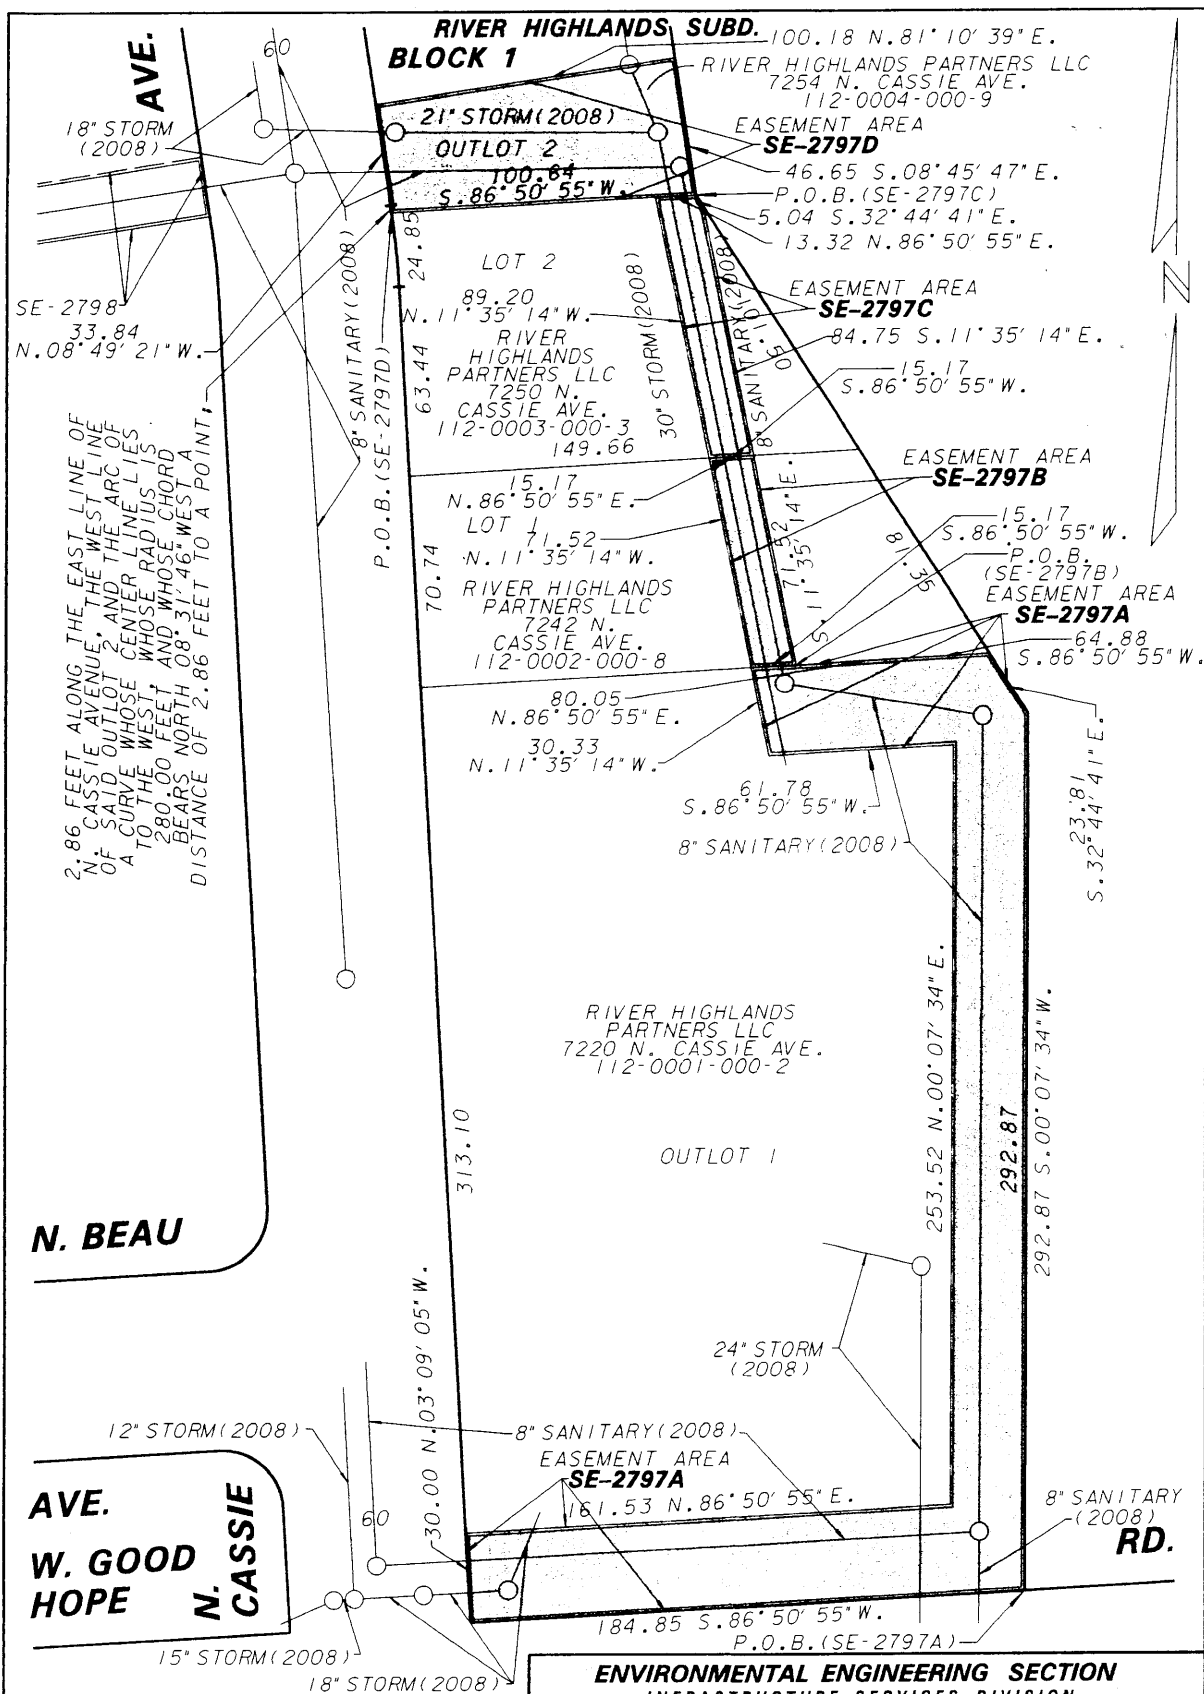 RIVER HIGHLANDS SUBD.
BLOCK 1
AVE.
60
100.18 N.81°10'39"E.
RIVER HIGHLANDS PARTNERS LLC
7254 N. CASSIE AVE.
112-0004-000-9
18" STORM
(2008)
21" STORM(2008)
OUTLOT 2
100.64
S.86°50'55"W.
EASEMENT AREA
SE-2797D
46.65 S.08°45'47"E.
P.O.B.(SE-2797C)
5.04 S.32°44'41"E.
13.32 N.86°50'55"E.
SE-2798
33.84
N.08°49'21"W.
8" SANITARY(2008)
P.O.B.(SE-2797D)
24.85
LOT 2
89.20
N.11°35'14"W.
RIVER
HIGHLANDS
PARTNERS LLC
7250 N.
CASSIE AVE.
112-0003-000-3
149.66
63.44
30" STORM(2008)
8" SANITARY(2008)
101.50
EASEMENT AREA
SE-2797C
84.75 S.11°35'14"E.
15.17
S.86°50'55"W.
EASEMENT AREA
SE-2797B
15.17
N.86°50'55"E.
LOT 1
71.52
N.11°35'14"W.
70.74
RIVER HIGHLANDS
PARTNERS LLC
7242 N.
CASSIE AVE.
112-0002-000-8
71.52
S.11°35'14"E.
81.35
15.17
S.86°50'55"W.
P.O.B.
(SE-2797B)
EASEMENT AREA
SE-2797A
64.88
S.86°50'55"W.
2.86 FEET ALONG THE EAST LINE OF
N. CASSIE AVENUE, THE WEST LINE
OF SAID OUTLOT 2, AND THE ARC OF
A CURVE WHOSE CENTER LINE LIES
TO THE WEST, WHOSE RADIUS IS
280.00 FEET, AND WHOSE CHORD
BEARS NORTH 08°31'46" WEST A
DISTANCE OF 2.86 FEET TO A POINT,
80.05
N.86°50'55"E.
30.33
N.11°35'14"W.
61.78
S.86°50'55"W.
8" SANITARY(2008)
23.81
S.32°44'41"E.
RIVER HIGHLANDS
PARTNERS LLC
7220 N. CASSIE AVE.
112-0001-000-2
OUTLOT 1
313.10
253.52 N.00°07'34"E.
292.87
292.87 S.00°07'34"W.
N. BEAU
24" STORM
(2008)
30.00 N.03°09'05"W.
12" STORM(2008)
8" SANITARY(2008)
EASEMENT AREA
SE-2797A
161.53 N.86°50'55"E.
8" SANITARY
(2008)
RD.
AVE.
W. GOOD
HOPE
N.
CASSIE
60
184.85 S.86°50'55"W.
P.O.B.(SE-2797A)
15" STORM(2008)
18" STORM(2008)
N
ENVIRONMENTAL ENGINEERING SECTION
INFRASTRUCTURE SERVICES DIVISION